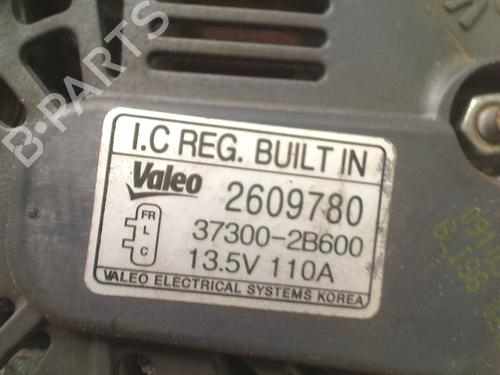 B-PARTS
I.C REG. BUILT IN
Valeo 2609780
FR
L
C
37300-2B600
13.5V 110A
VALEO ELECTRICAL SYSTEMS KOREA